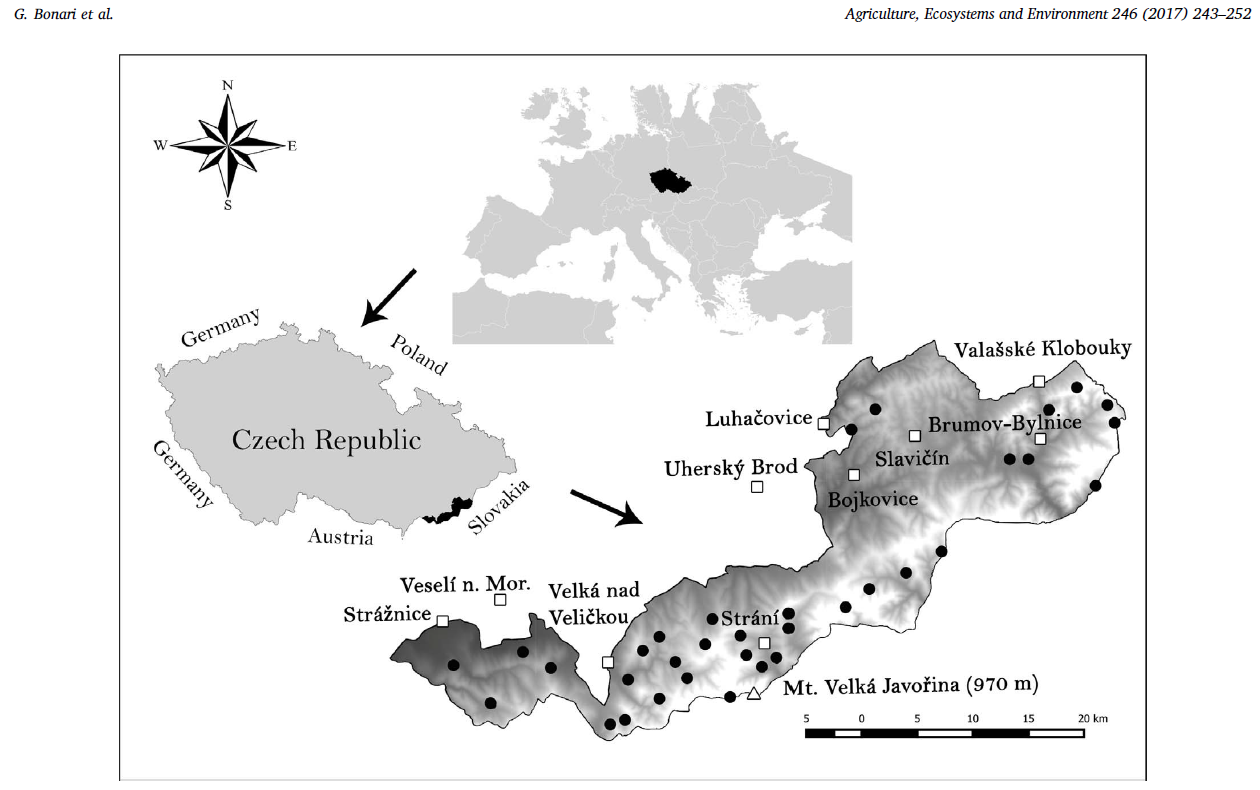 G. Bonari et al.
Agriculture, Ecosystems and Environment 246 (2017) 243–252
N
W
E
S
Germany
Poland
Czech Republic
Germany
Slovakia
Austria
Valašské Klobouky
Luhačovice
Brumov-Bylnice
Slavičín
Uherský Brod
Bojkovice
Veselí n. Mor.
Strážnice
Velká nad
Veličkou
Strání
Mt. Velká Javořina (970 m)
5 0 5 10 15 20 km